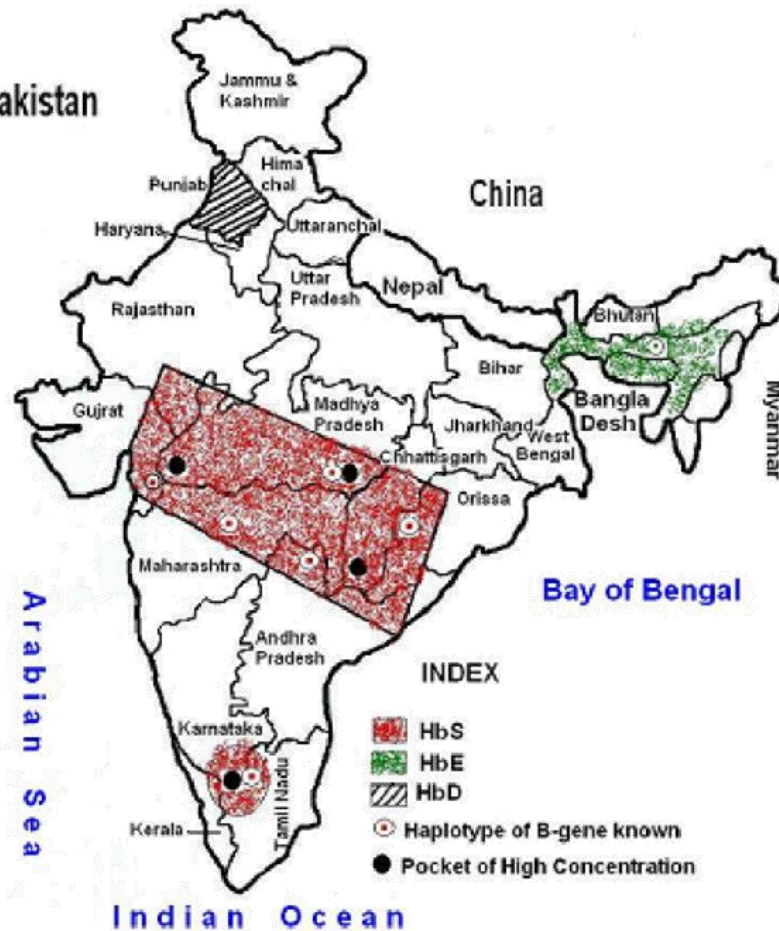 Jammu &
Kashmir
akistan
Hima
chal
Punjab
China
Haryana
Uttaranchal
Uttar
Pradesh
Nepal
Rajasthan
Bhutan
Bihar
Gujrat
Madhya
Pradesh
Bangla
Desh
Myanmar
Jharkhand
West
Bengal
Chhattisgarh
Orissa
Maharashtra
Bay of Bengal
Arabian Sea
Andhra
Pradesh
INDEX
Karnataka
HbS
HbE
HbD
Tamil Nadu
Kerala
Haplotype of B-gene known
Pocket of High Concentration
Indian Ocean